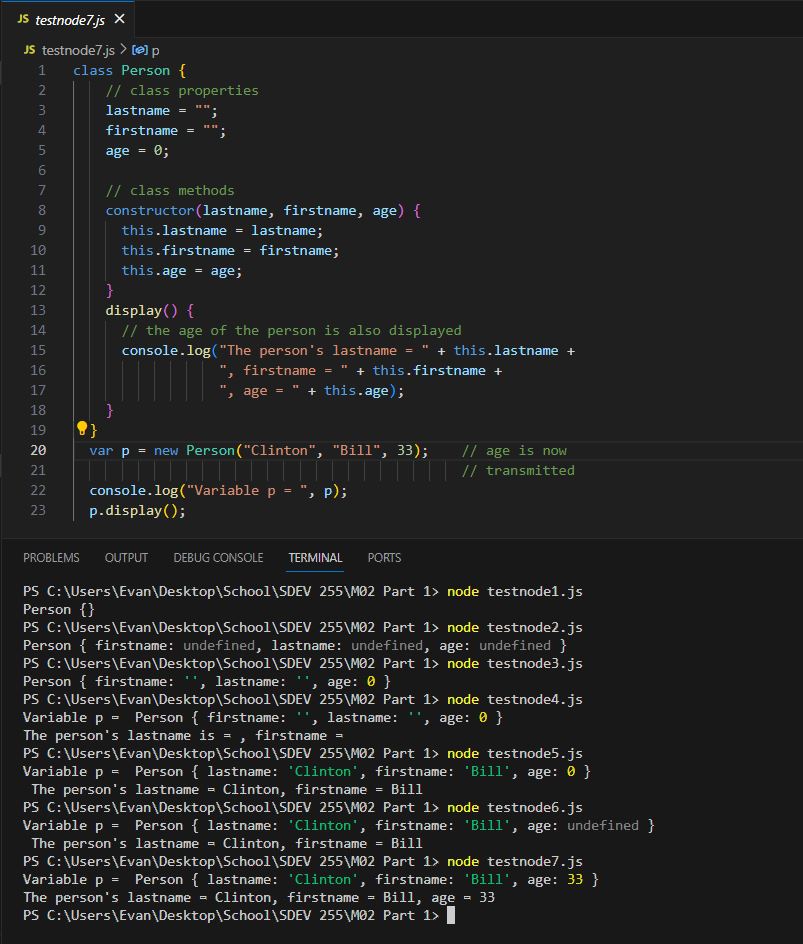 JS testnode7.js ×
JS testnode7.js > p
1 class Person {
2 // class properties
3 lastname = "";
4 firstname = "";
5 age = 0;
6
7 // class methods
8 constructor(lastname, firstname, age) {
9 this.lastname = lastname;
10 this.firstname = firstname;
11 this.age = age;
12 }
13 display() {
14 // the age of the person is also displayed
15 console.log("The person's lastname = " + this.lastname +
16 ", firstname = " + this.firstname +
17 ", age = " + this.age);
18 }
19 }
20 var p = new Person("Clinton", "Bill", 33); // age is now
21 // transmitted
22 console.log("Variable p = ", p);
23 p.display();
PROBLEMS OUTPUT DEBUG CONSOLE TERMINAL PORTS
PS C:\Users\Evan\Desktop\School\SDEV 255\M02 Part 1> node testnode1.js
Person {}
PS C:\Users\Evan\Desktop\School\SDEV 255\M02 Part 1> node testnode2.js
Person { firstname: undefined, lastname: undefined, age: undefined }
PS C:\Users\Evan\Desktop\School\SDEV 255\M02 Part 1> node testnode3.js
Person { firstname: '', lastname: '', age: 0 }
PS C:\Users\Evan\Desktop\School\SDEV 255\M02 Part 1> node testnode4.js
Variable p =  Person { firstname: '', lastname: '', age: 0 }
The person's lastname is = , firstname =
PS C:\Users\Evan\Desktop\School\SDEV 255\M02 Part 1> node testnode5.js
Variable p =  Person { lastname: 'Clinton', firstname: 'Bill', age: 0 }
 The person's lastname = Clinton, firstname = Bill
PS C:\Users\Evan\Desktop\School\SDEV 255\M02 Part 1> node testnode6.js
Variable p =  Person { lastname: 'Clinton', firstname: 'Bill', age: undefined }
 The person's lastname = Clinton, firstname = Bill
PS C:\Users\Evan\Desktop\School\SDEV 255\M02 Part 1> node testnode7.js
Variable p =  Person { lastname: 'Clinton', firstname: 'Bill', age: 33 }
The person's lastname = Clinton, firstname = Bill, age = 33
PS C:\Users\Evan\Desktop\School\SDEV 255\M02 Part 1>